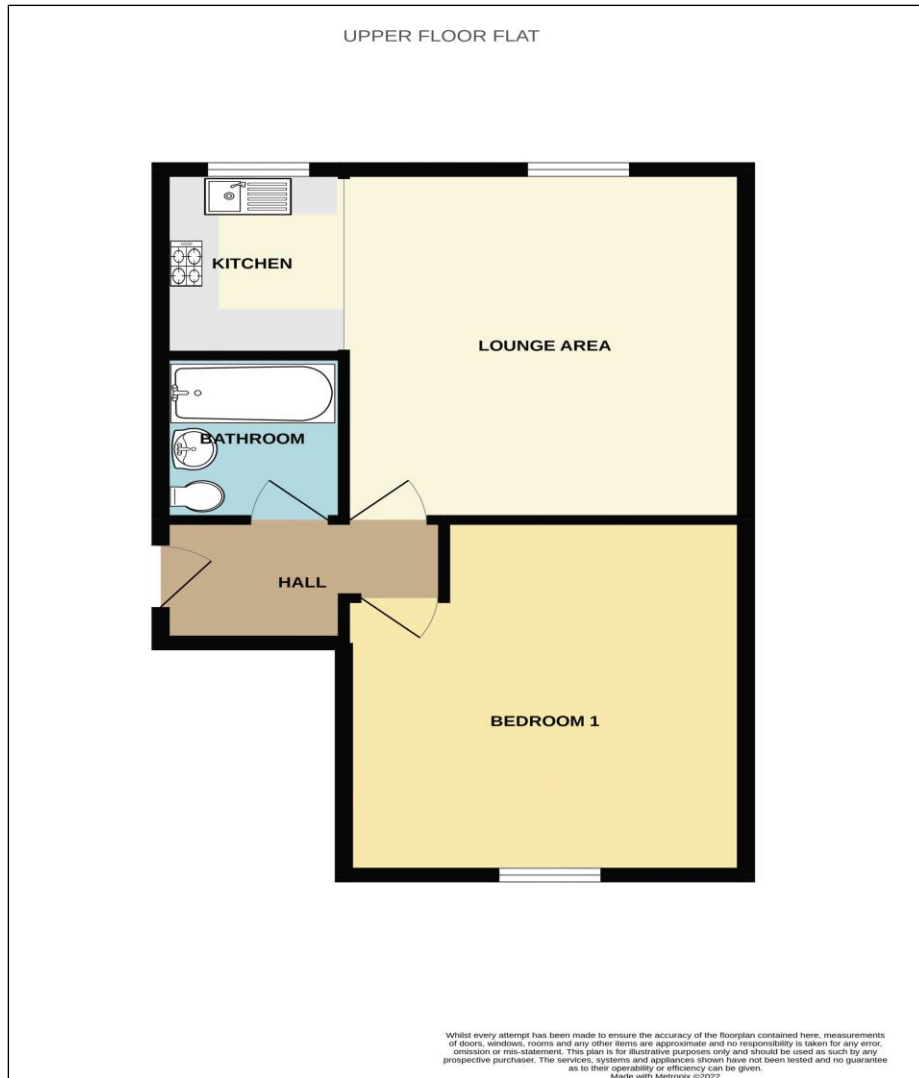 UPPER FLOOR FLAT
KITCHEN
LOUNGE AREA
BATHROOM
HALL
BEDROOM 1
Whilst every attempt has been made to ensure the accuracy of the floorplan contained here, measurements
of doors, windows, rooms and any other items are approximate and no responsibility is taken for any error,
omission or mis-statement. This plan is for illustrative purposes only and should be used as such by any
prospective purchaser. The services, systems and appliances shown have not been tested and no guarantee
as to their operability or efficiency can be given.
Made with Metropix ©2022